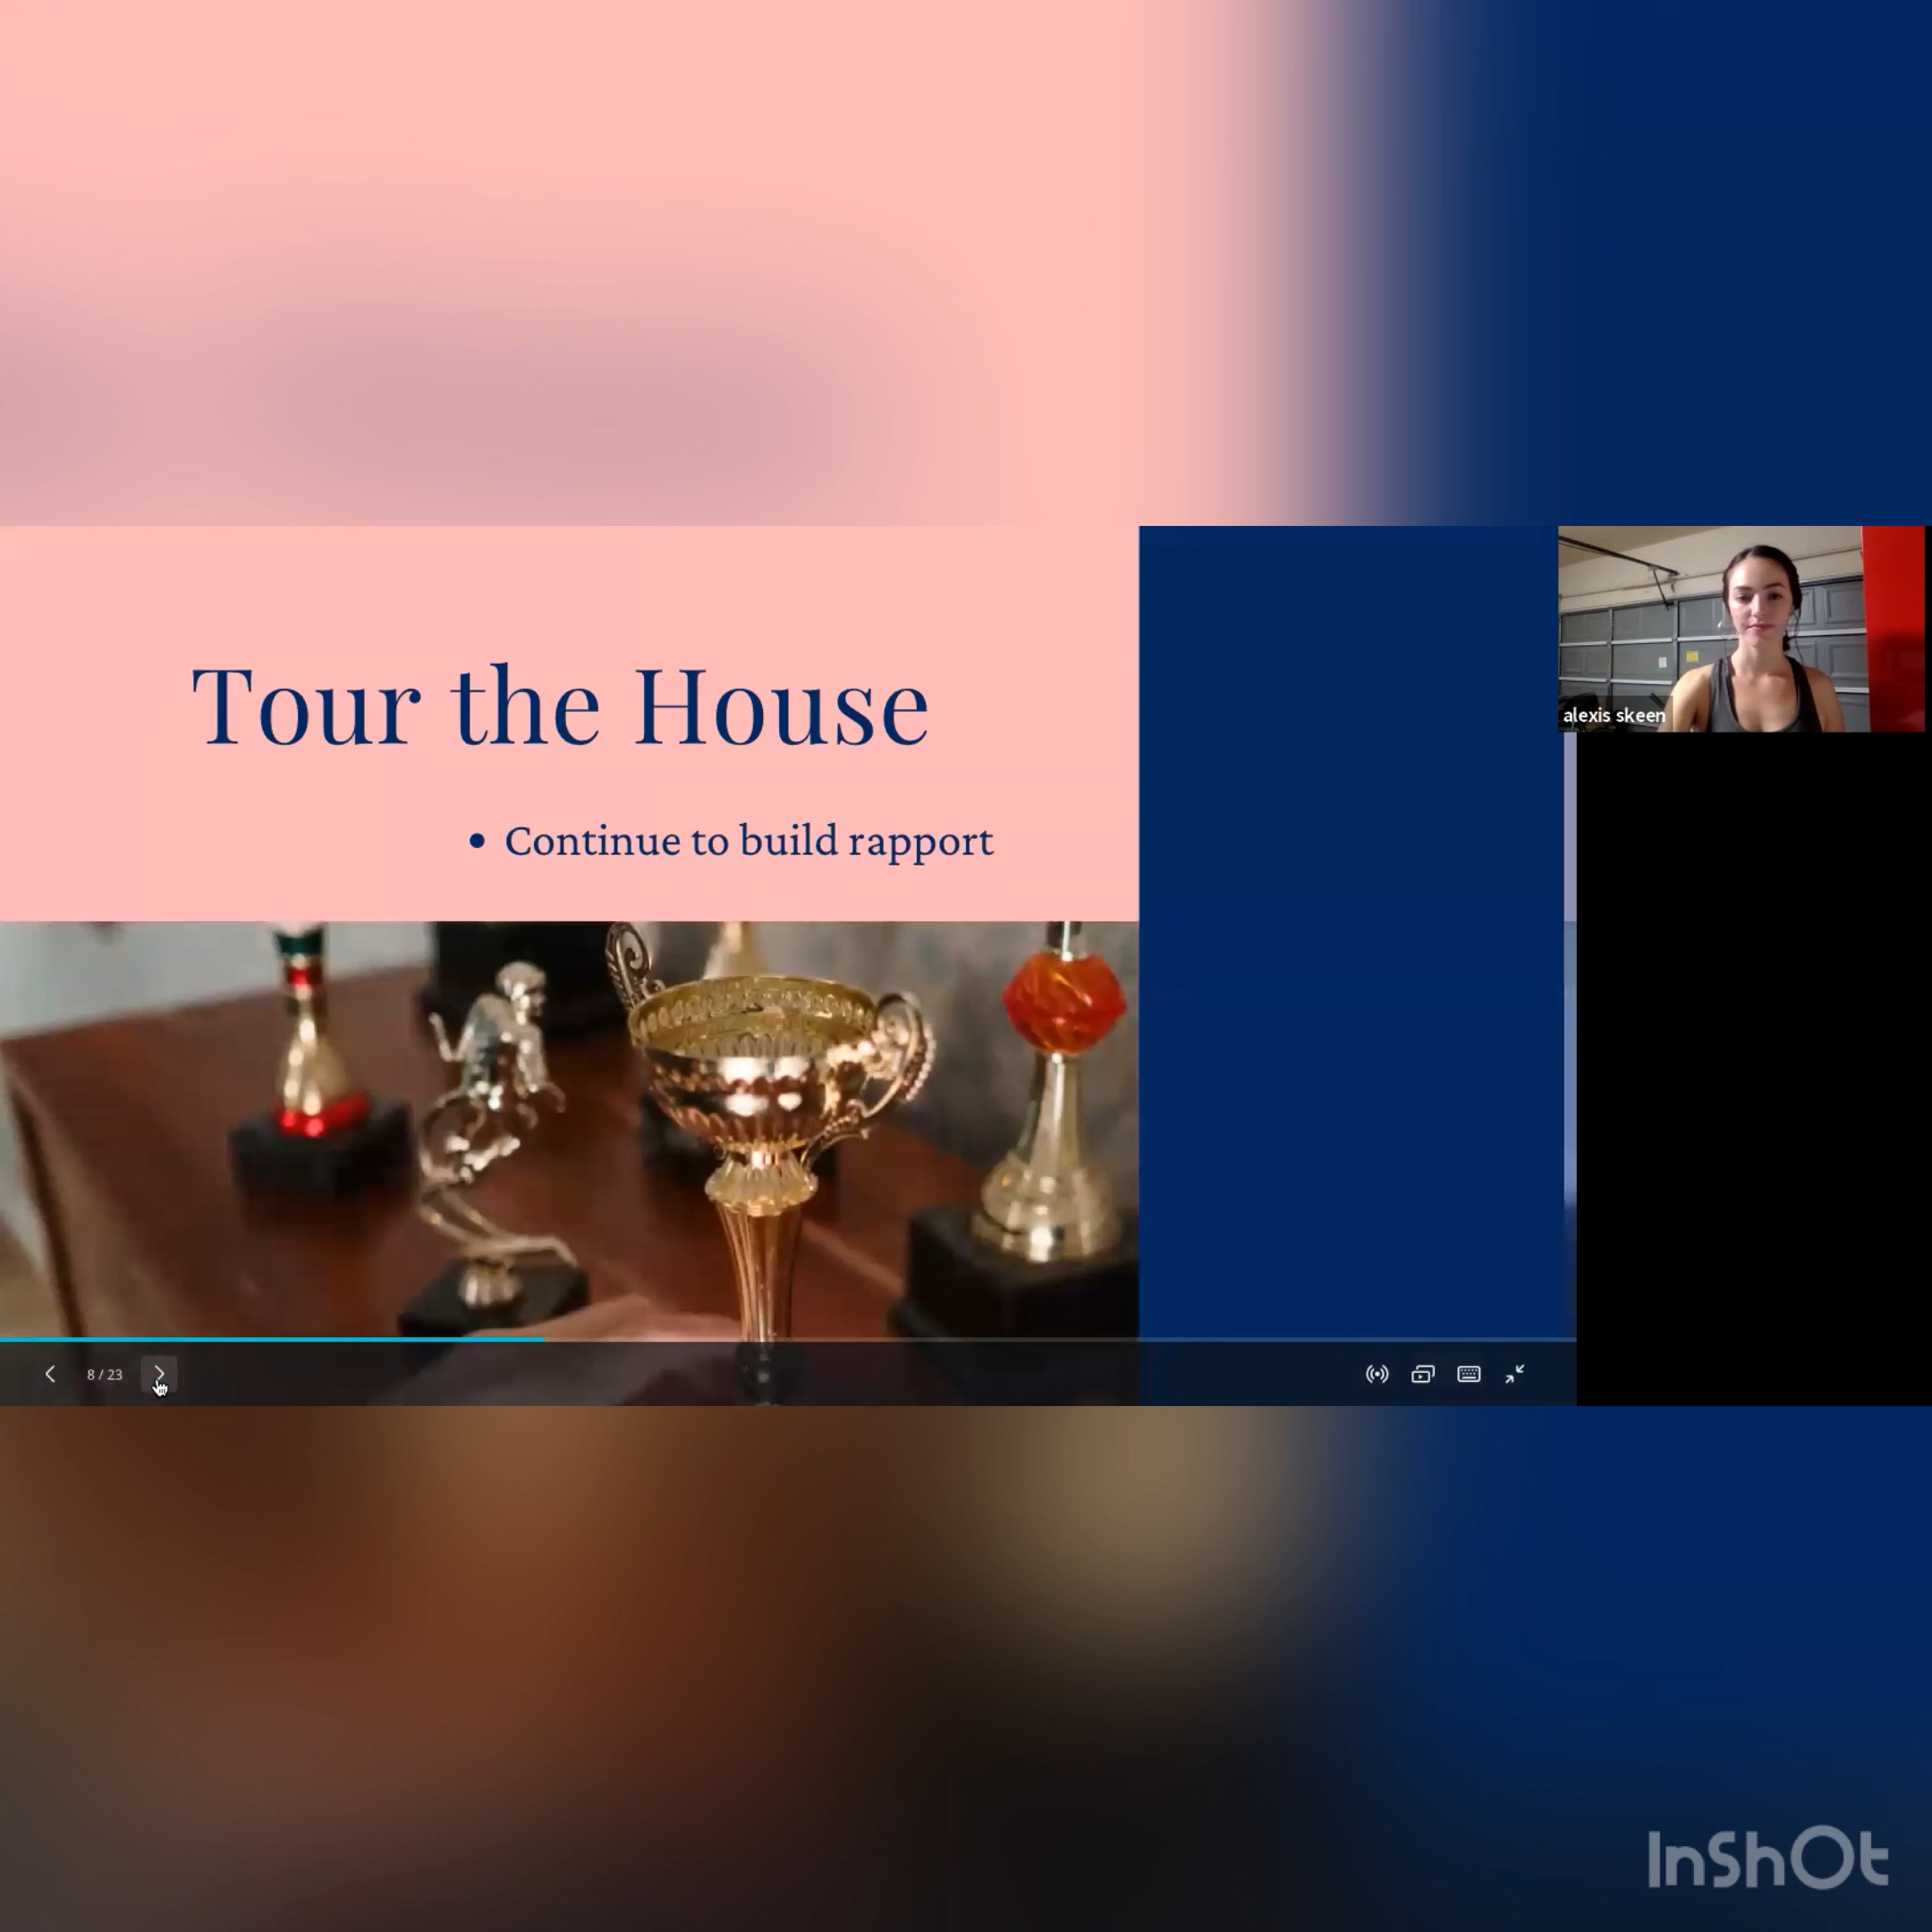 Tour the House
• Continue to build rapport
alexis skeen
8 / 23
InShOt